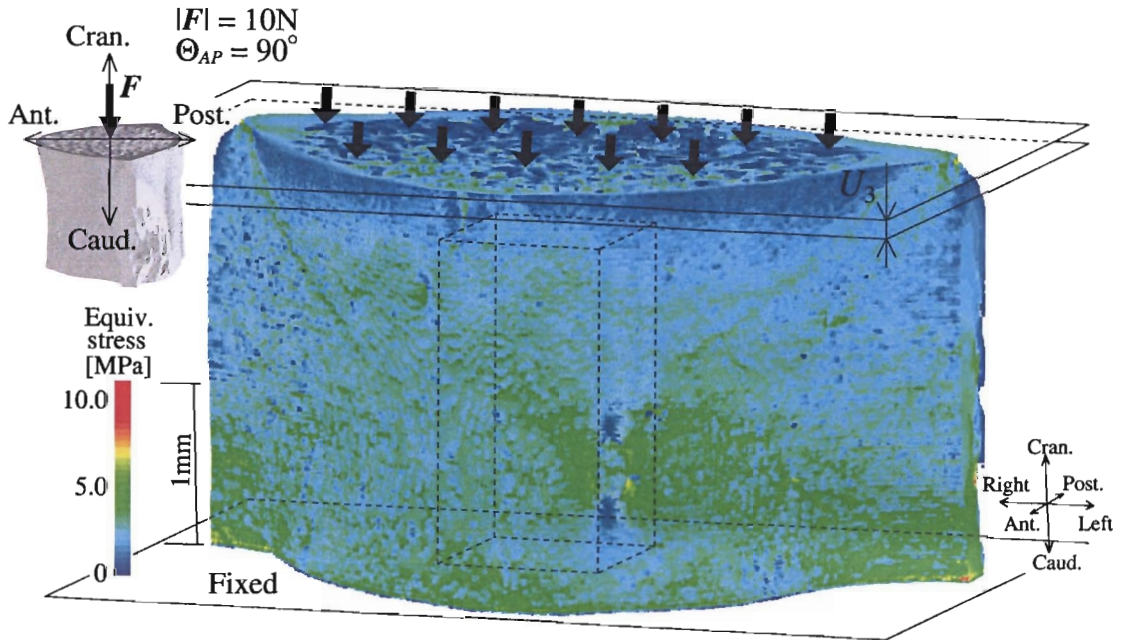 |F| = 10N
Θ_AP = 90°
Cran.
F
Ant.
Post.
Caud.
U₃
Equiv.
stress
[MPa]
10.0
5.0
0
1mm
Fixed
Cran.
Right
Post.
Ant.
Left
Caud.